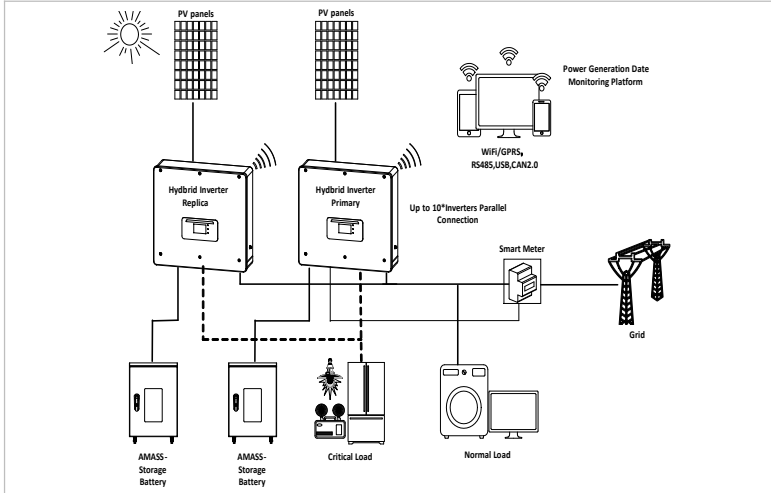 PV panels
PV panels
Power Generation Date
Monitoring Platform
WiFi/GPRS,
RS485,USB,CAN2.0
Hydbrid Inverter
Replica
Hydbrid Inverter
Primary
Up to 10*Inverters Parallel
Connection
Smart Meter
Grid
AMASS-
Storage
Battery
AMASS-
Storage
Battery
Critical Load
Normal Load